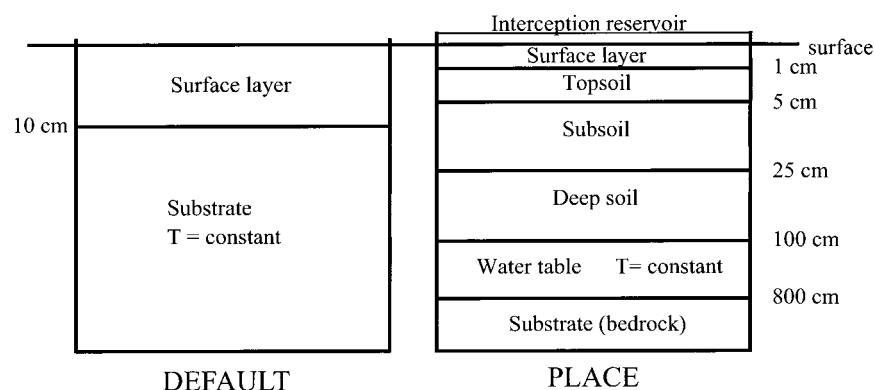 Interception reservoir
surface
Surface layer
1 cm
Topsoil
5 cm
Subsoil
25 cm
Deep soil
100 cm
Water table T= constant
800 cm
Substrate (bedrock)
PLACE
Surface layer
10 cm
Substrate
T = constant
DEFAULT